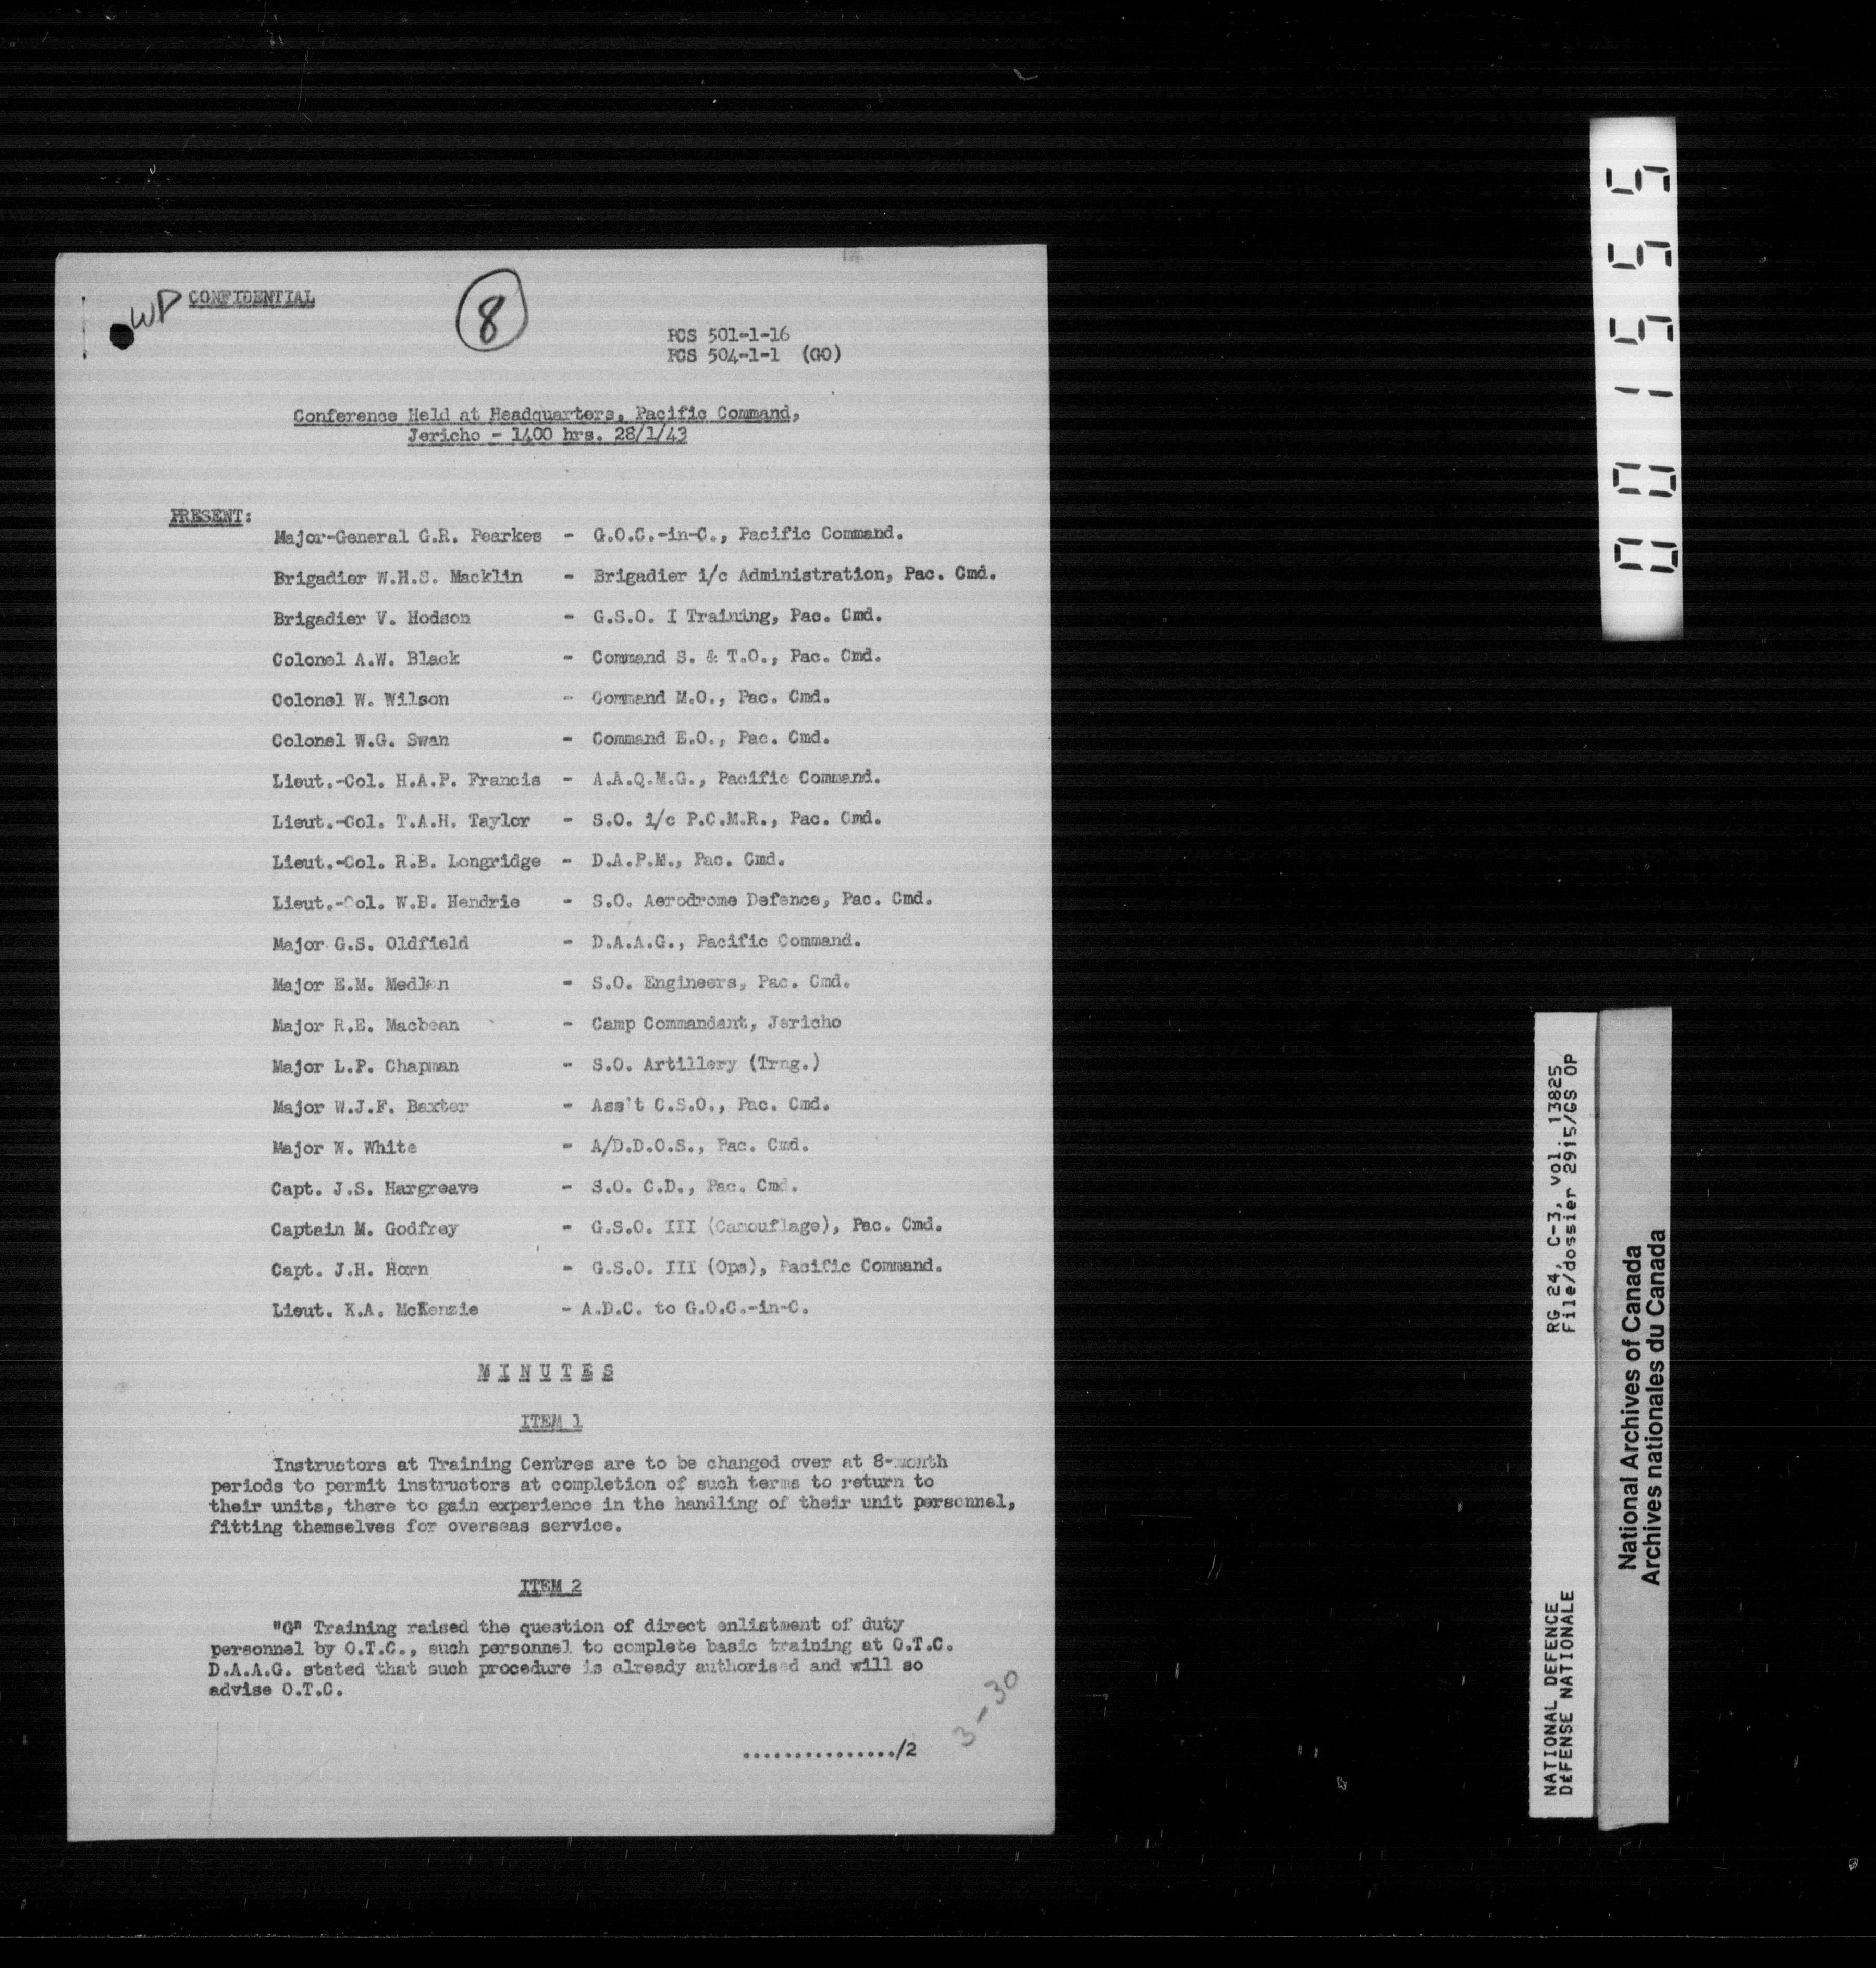 WP CONFIDENTIAL
8
PCS 501-1-16
PCS 504-1-1 (GO)
Conference Held at Headquarters, Pacific Command,
Jericho - 1400 hrs. 28/1/43
PRESENT:
Major-General G.R. Pearkes - G.O.C.-in-C., Pacific Command.
Brigadier W.H.S. Macklin - Brigadier i/c Administration, Pac. Cmd.
Brigadier V. Hodson - G.S.O. I Training, Pac. Cmd.
Colonel A.W. Black - Command S. & T.O., Pac. Cmd.
Colonel W. Wilson - Command M.O., Pac. Cmd.
Colonel W.G. Swan - Command E.O., Pac. Cmd.
Lieut.-Col. H.A.P. Francis - A.A.Q.M.G., Pacific Command.
Lieut.-Col. T.A.H. Taylor - S.O. i/c P.C.M.R., Pac. Cmd.
Lieut.-Col. R.B. Longridge - D.A.P.M., Pac. Cmd.
Lieut.-Col. W.B. Hendrie - S.O. Aerodrome Defence, Pac. Cmd.
Major G.S. Oldfield - D.A.A.G., Pacific Command.
Major E.M. Medlen - S.O. Engineers, Pac. Cmd.
Major R.E. Macbean - Camp Commandant, Jericho
Major L.P. Chapman - S.O. Artillery (Trng.)
Major W.J.F. Baxter - Ass't C.S.O., Pac. Cmd.
Major W. White - A/D.D.O.S., Pac. Cmd.
Capt. J.S. Hargreave - S.O. C.D., Pac. Cmd.
Captain M. Godfrey - G.S.O. III (Camouflage), Pac. Cmd.
Capt. J.H. Horn - G.S.O. III (Ops), Pacific Command.
Lieut. K.A. McKenzie - A.D.C. to G.O.C.-in-C.
M I N U T E S
ITEM 1
Instructors at Training Centres are to be changed over at 8-month
periods to permit instructors at completion of such terms to return to
their units, there to gain experience in the handling of their unit personnel,
fitting themselves for overseas service.
ITEM 2
"G" Training raised the question of direct enlistment of duty
personnel by O.T.C., such personnel to complete basic training at O.T.C.
D.A.A.G. stated that such procedure is already authorised and will so
advise O.T.C.
3-30
.............../2
001555
RG 24, C-3, vol. 13825
File/dossier 2915/GS OP
NATIONAL DEFENCE
DÉFENSE NATIONALE
National Archives of Canada
Archives nationales du Canada